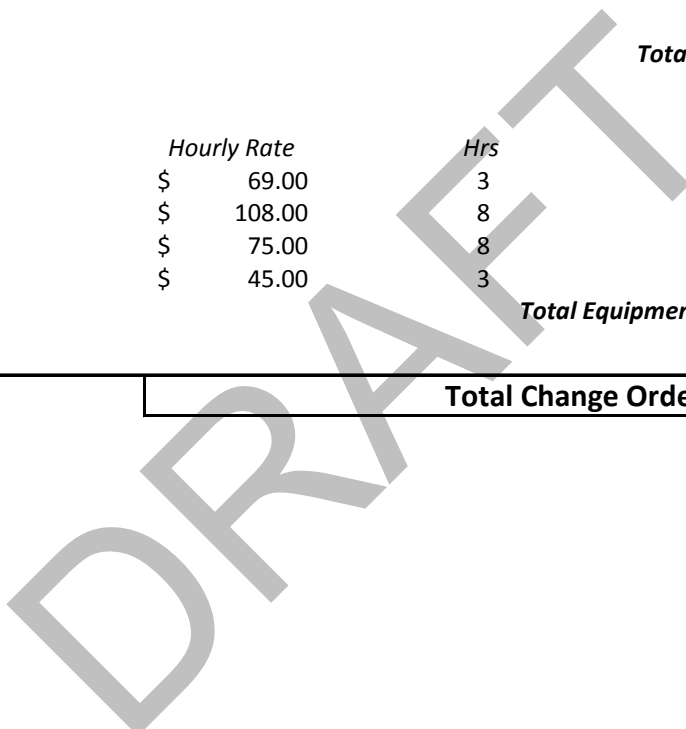 Tota
Hourly Rate Hrs
$ 69.00 3
$ 108.00 8
$ 75.00 8
$ 45.00 3
Total Equipmen
Total Change Orde
DRAFT